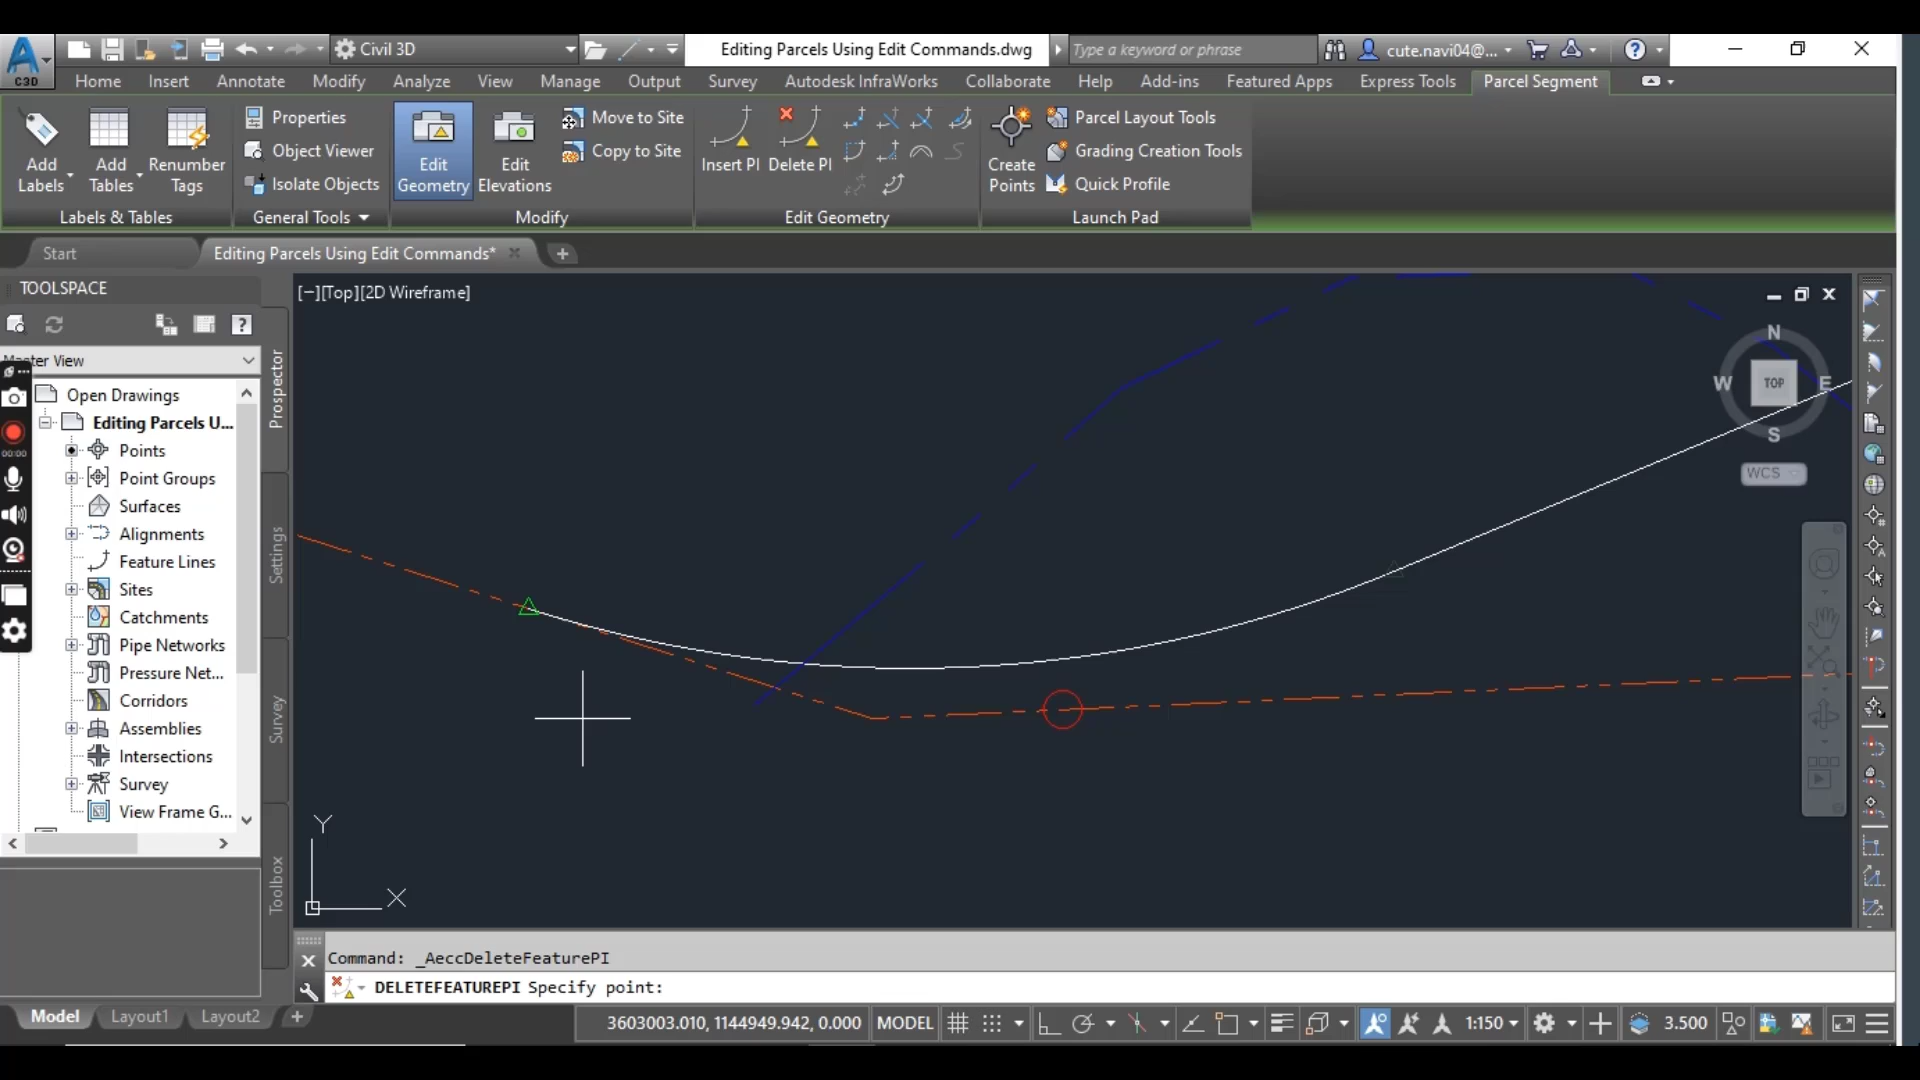 C3D
Civil 3D
Editing Parcels Using Edit Commands.dwg
Type a keyword or phrase
cute.navi04@...
?
Home
Insert
Annotate
Modify
Analyze
View
Manage
Output
Survey
Autodesk InfraWorks
Collaborate
Help
Add-ins
Featured Apps
Express Tools
Parcel Segment
Add Labels
Add Tables
Renumber Tags
Labels & Tables
Properties
Object Viewer
Isolate Objects
General Tools
Edit Geometry
Edit Elevations
Move to Site
Copy to Site
Modify
Insert PI
Delete PI
Edit Geometry
Create Points
Parcel Layout Tools
Grading Creation Tools
Quick Profile
Launch Pad
Start
Editing Parcels Using Edit Commands*
TOOLSPACE
Prospector
Settings
Survey
Toolbox
Open Drawings
Editing Parcels U...
Points
Point Groups
Surfaces
Alignments
Feature Lines
Sites
Catchments
Pipe Networks
Pressure Net...
Corridors
Assemblies
Intersections
Survey
View Frame G...
00:00
[−][Top][2D Wireframe]
N
W
TOP
E
S
WCS
Y
X
Command: _AeccDeleteFeaturePI
DELETEFEATUREPI Specify point:
Model
Layout1
Layout2
+
3603003.010, 1144949.942, 0.000
MODEL
1:150
3.500